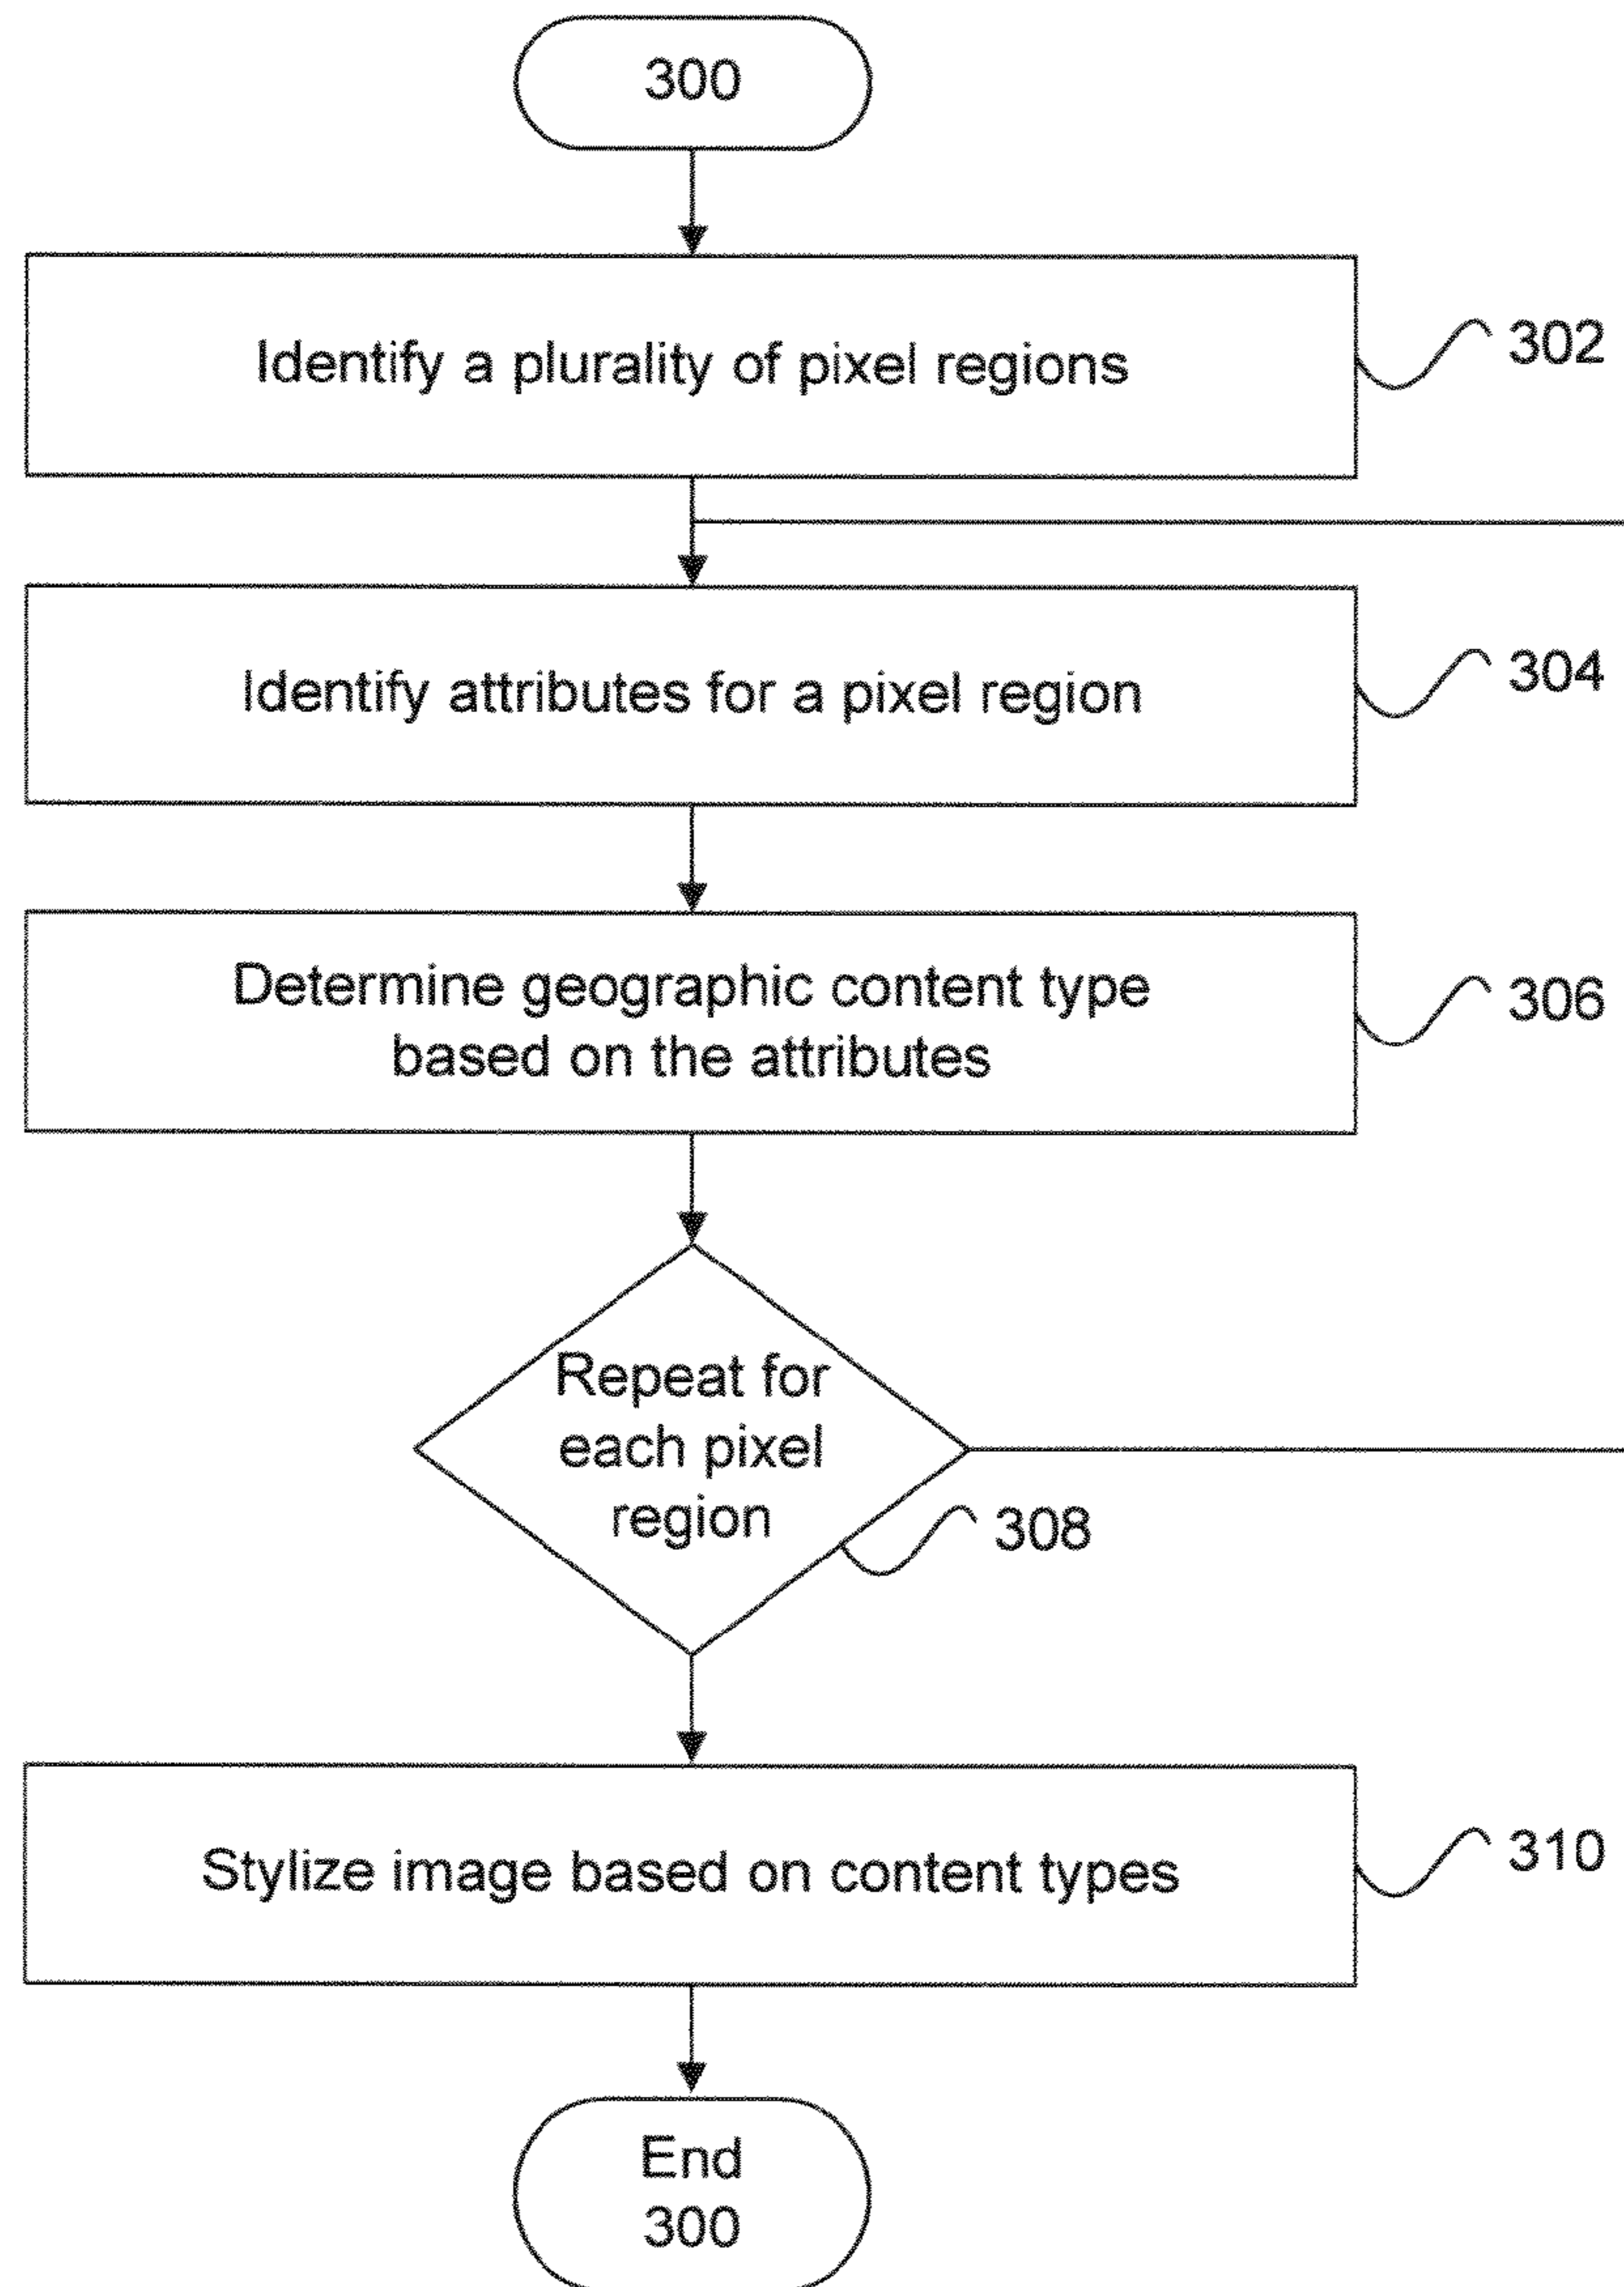 300
Identify a plurality of pixel regions
302
Identify attributes for a pixel region
304
Determine geographic content type
based on the attributes
306
Repeat for
each pixel
region
308
Stylize image based on content types
310
End
300